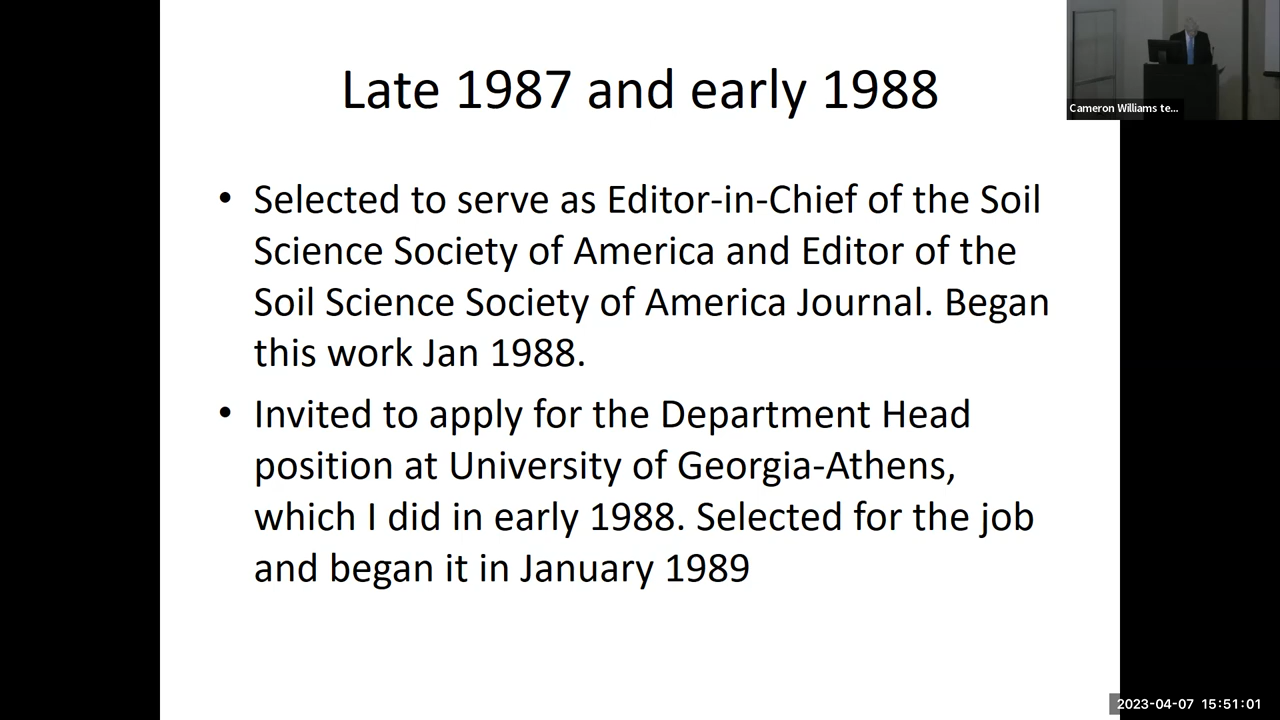 Late 1987 and early 1988
Cameron Williams te...
• Selected to serve as Editor-in-Chief of the Soil
Science Society of America and Editor of the
Soil Science Society of America Journal. Began
this work Jan 1988.
• Invited to apply for the Department Head
position at University of Georgia-Athens,
which I did in early 1988. Selected for the job
and began it in January 1989
2023-04-07 15:51:01